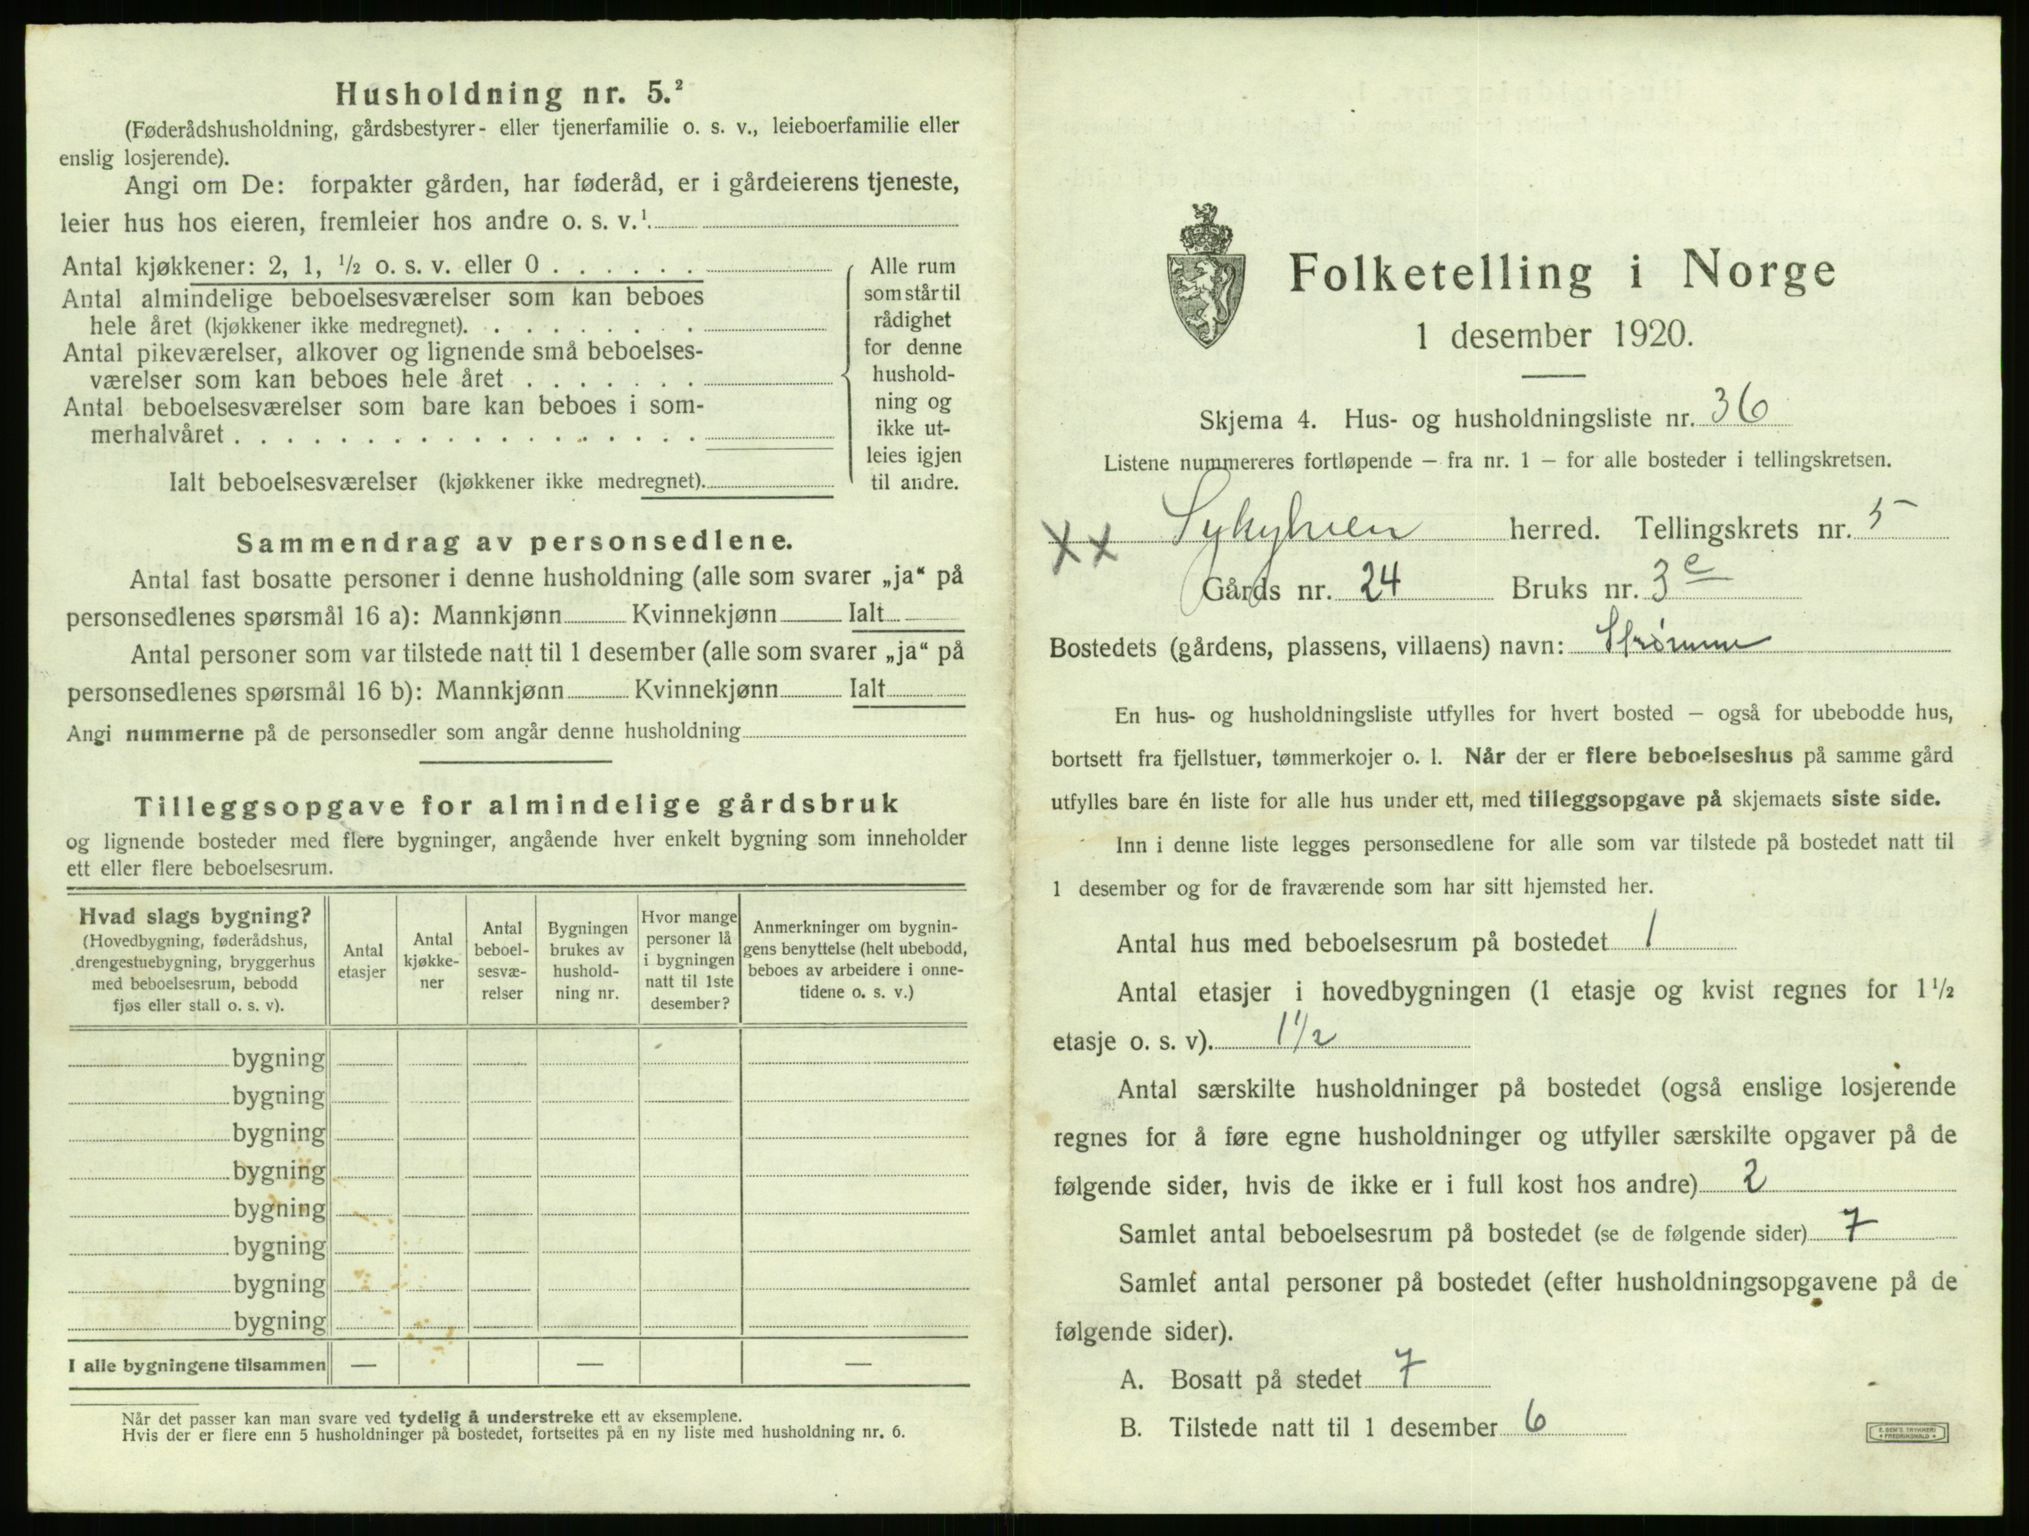 Husholdning nr. 5.²
(Føderådshusholdning, gårdsbestyrer- eller tjenerfamilie o. s. v., leieboerfamilie eller
enslig losjerende).
Angi om De: forpakter gården, har føderåd, er i gårdeierens tjeneste,
leier hus hos eieren, fremleier hos andre o. s. v.¹
Antal kjøkkener: 2, 1, ½ o. s. v. eller 0 . . . . . .
Antal almindelige beboelsesværelser som kan beboes
hele året (kjøkkener ikke medregnet). . . . . . . . .
Antal pikeværelser, alkover og lignende små beboelses-
værelser som kan beboes hele året . . . . . . .
Antal beboelsesværelser som bare kan beboes i som-
merhalvåret . . . . . . . . . . . . . . . . . .
Ialt beboelsesværelser (kjøkkener ikke medregnet).
Alle rum
som står til
rådighet
for denne
hushold-
ning og
ikke ut-
leies igjen
til andre.
Sammendrag av personsedlene.
Antal fast bosatte personer i denne husholdning (alle som svarer „ja“ på
personsedlenes spørsmål 16 a): Mannkjønn Kvinnekjønn Ialt
Antal personer som var tilstede natt til 1 desember (alle som svarer „ja“ på
personsedlenes spørsmål 16 b): Mannkjønn Kvinnekjønn Ialt
Angi nummerne på de personsedler som angår denne husholdning
Tilleggsopgave for almindelige gårdsbruk
og lignende bosteder med flere bygninger, angående hver enkelt bygning som inneholder
ett eller flere beboelsesrum.
Hvad slags bygning?
(Hovedbygning, føderådshus,
drengestuebygning, bryggerhus
med beboelsesrum, bebodd
fjøs eller stall o. s. v).
Antal
etasjer
Antal
kjøkke-
ner
Antal
beboel-
sesvæ-
relser
Bygningen
brukes av
hushold-
ning nr.
Hvor mange
personer lå
i bygningen
natt til 1ste
desember?
Anmerkninger om bygnin-
gens benyttelse (helt ubebodd,
beboes av arbeidere i onne-
tidene o. s. v.)
bygning
bygning
bygning
bygning
bygning
bygning
bygning
bygning
I alle bygningene tilsammen — — —
Når det passer kan man svare ved tydelig å understreke ett av eksemplene.
Hvis der er flere enn 5 husholdninger på bostedet, fortsettes på en ny liste med husholdning nr. 6.
Folketelling i Norge
1 desember 1920.
Skjema 4. Hus- og husholdningsliste nr. 36
Listene nummereres fortløpende — fra nr. 1 — for alle bosteder i tellingskretsen.
XX Sykylven herred. Tellingskrets nr. 5
Gårds nr. 24 Bruks nr. 3 e
Bostedets (gårdens, plassens, villaens) navn: Strømme
En hus- og husholdningsliste utfylles for hvert bosted — også for ubebodde hus,
bortsett fra fjellstuer, tømmerkojer o. l. Når der er flere beboelseshus på samme gård
utfylles bare én liste for alle hus under ett, med tilleggsopgave på skjemaets siste side.
Inn i denne liste legges personsedlene for alle som var tilstede på bostedet natt til
1 desember og for de fraværende som har sitt hjemsted her.
Antal hus med beboelsesrum på bostedet 1
Antal etasjer i hovedbygningen (1 etasje og kvist regnes for 1 ½
etasje o. s. v). 1 ½
Antal særskilte husholdninger på bostedet (også enslige losjerende
regnes for å føre egne husholdninger og utfyller særskilte opgaver på de
følgende sider, hvis de ikke er i full kost hos andre) 2
Samlet antal beboelsesrum på bostedet (se de følgende sider) 7
Samlet antal personer på bostedet (efter husholdningsopgavene på de
følgende sider).
A. Bosatt på stedet 7
B. Tilstede natt til 1 desember 6
E. SEM'S TRYKKERI
FREDRIKSHALD